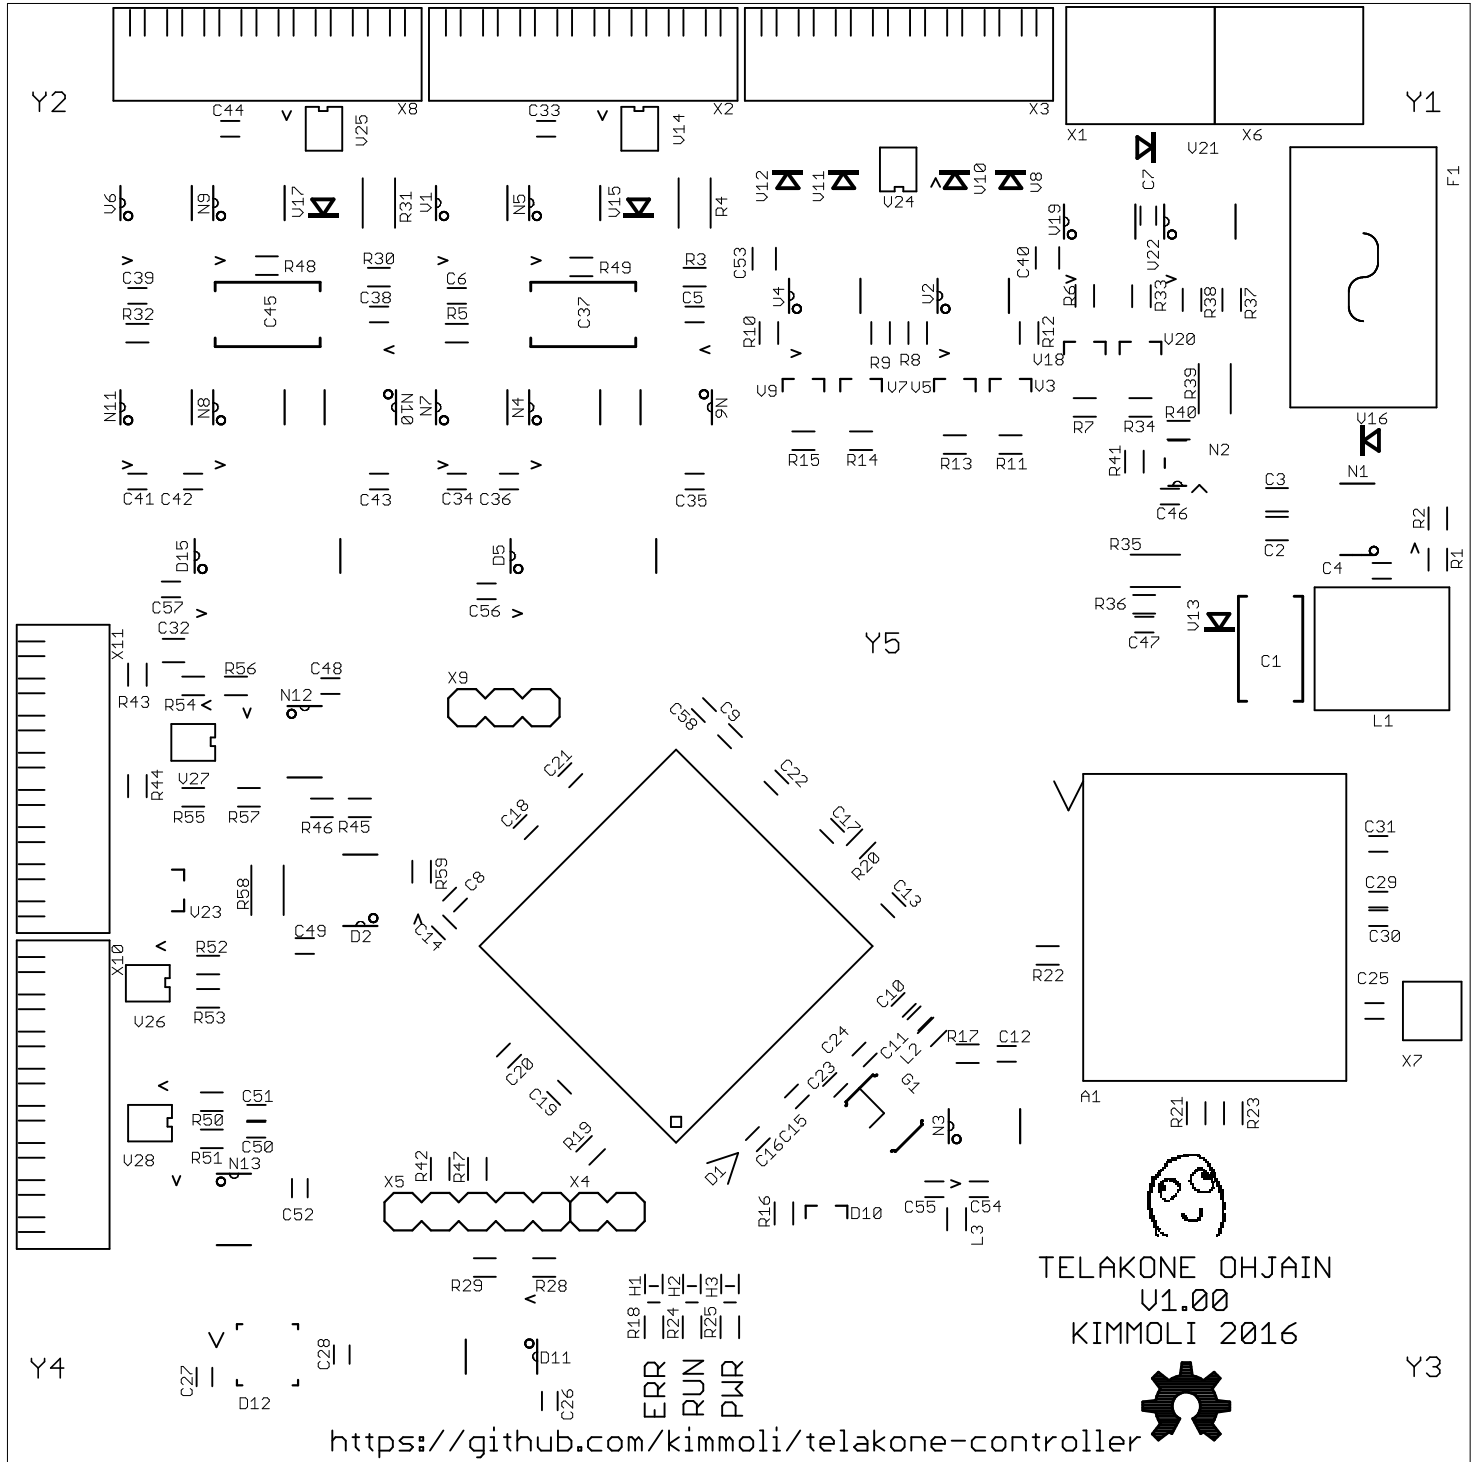 X8
X2
X3
X1
X6
Y2
Y1
C44
V25
C33
V14
V12
V11
V24
V10
V8
C7
V21
F1
V6
N9
V17
R31
V1
N5
V15
R4
V19
V22
C39
R48
R30
C6
R49
R3
C53
C40
R32
C45
C38
R5
C37
C5
V4
V2
R6
R33
R38
R37
R10
R9
R8
R12
V18
V20
V9
V7
V5
V3
R39
N11
N8
N10
N7
N4
N6
R7
R34
R40
V16
R15
R14
R13
R11
R41
N2
N1
C41
C42
C43
C34
C36
C35
C46
C3
R2
D15
D5
R35
C2
C4
R1
C57
C56
R36
V13
C32
X11
C47
C1
Y5
L1
R43
R54
R56
N12
C48
X9
C58
C9
V27
C21
C22
R44
R55
R57
R46
R45
C18
C17
R20
C31
R58
R59
C8
C13
C29
V23
C49
D2
C14
C30
X10
R52
R22
V26
R53
C10
C25
X7
C24
C11
L2
R17
C12
C20
C23
G1
C19
A1
R50
C51
C15
N3
R21
R23
V28
R51
C50
N13
R19
C16
D1
X5
R42
R47
X4
C52
R16
D10
C55
C54
L3
R29
R28
H1
H2
H3
R18
R24
R25
TELAKONE OHJAIN
V1.00
KIMMOLI 2016
Y4
C27
D12
C28
D11
C26
ERR
RUN
PWR
Y3
https://github.com/kimmoli/telakone-controller